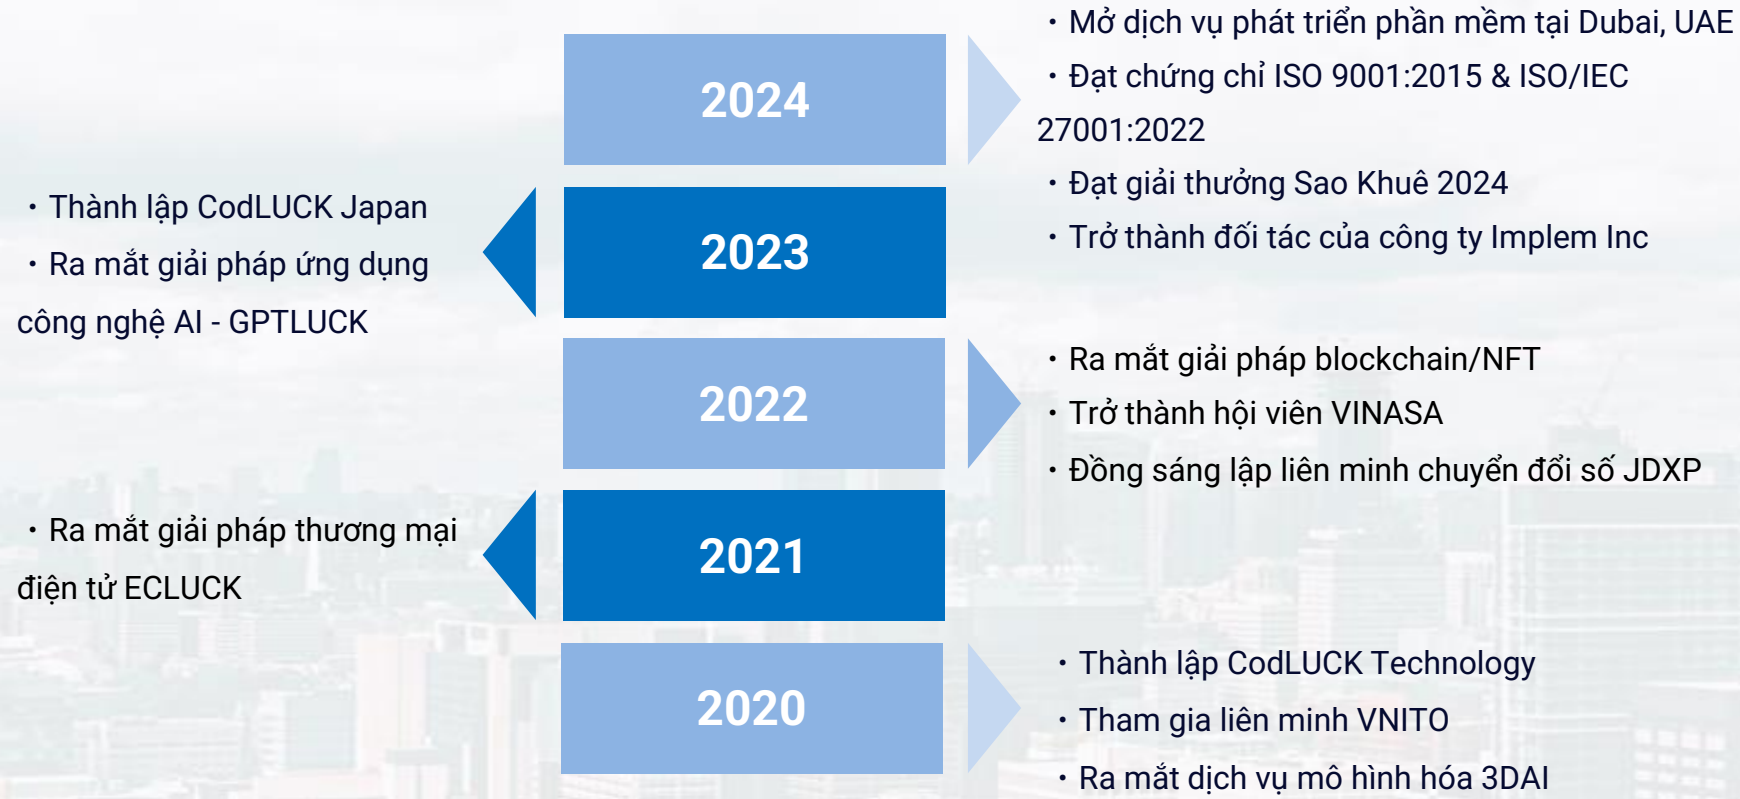 2024
・Mở dịch vụ phát triển phần mềm tại Dubai, UAE
・Đạt chứng chỉ ISO 9001:2015 & ISO/IEC
27001:2022
・Đạt giải thưởng Sao Khuê 2024
・Trở thành đối tác của công ty Implem Inc
2023
・Thành lập CodLUCK Japan
・Ra mắt giải pháp ứng dụng
công nghệ AI - GPTLUCK
2022
・Ra mắt giải pháp blockchain/NFT
・Trở thành hội viên VINASA
・Đồng sáng lập liên minh chuyển đổi số JDXP
2021
・Ra mắt giải pháp thương mại
điện tử ECLUCK
2020
・Thành lập CodLUCK Technology
・Tham gia liên minh VNITO
・Ra mắt dịch vụ mô hình hóa 3DAI